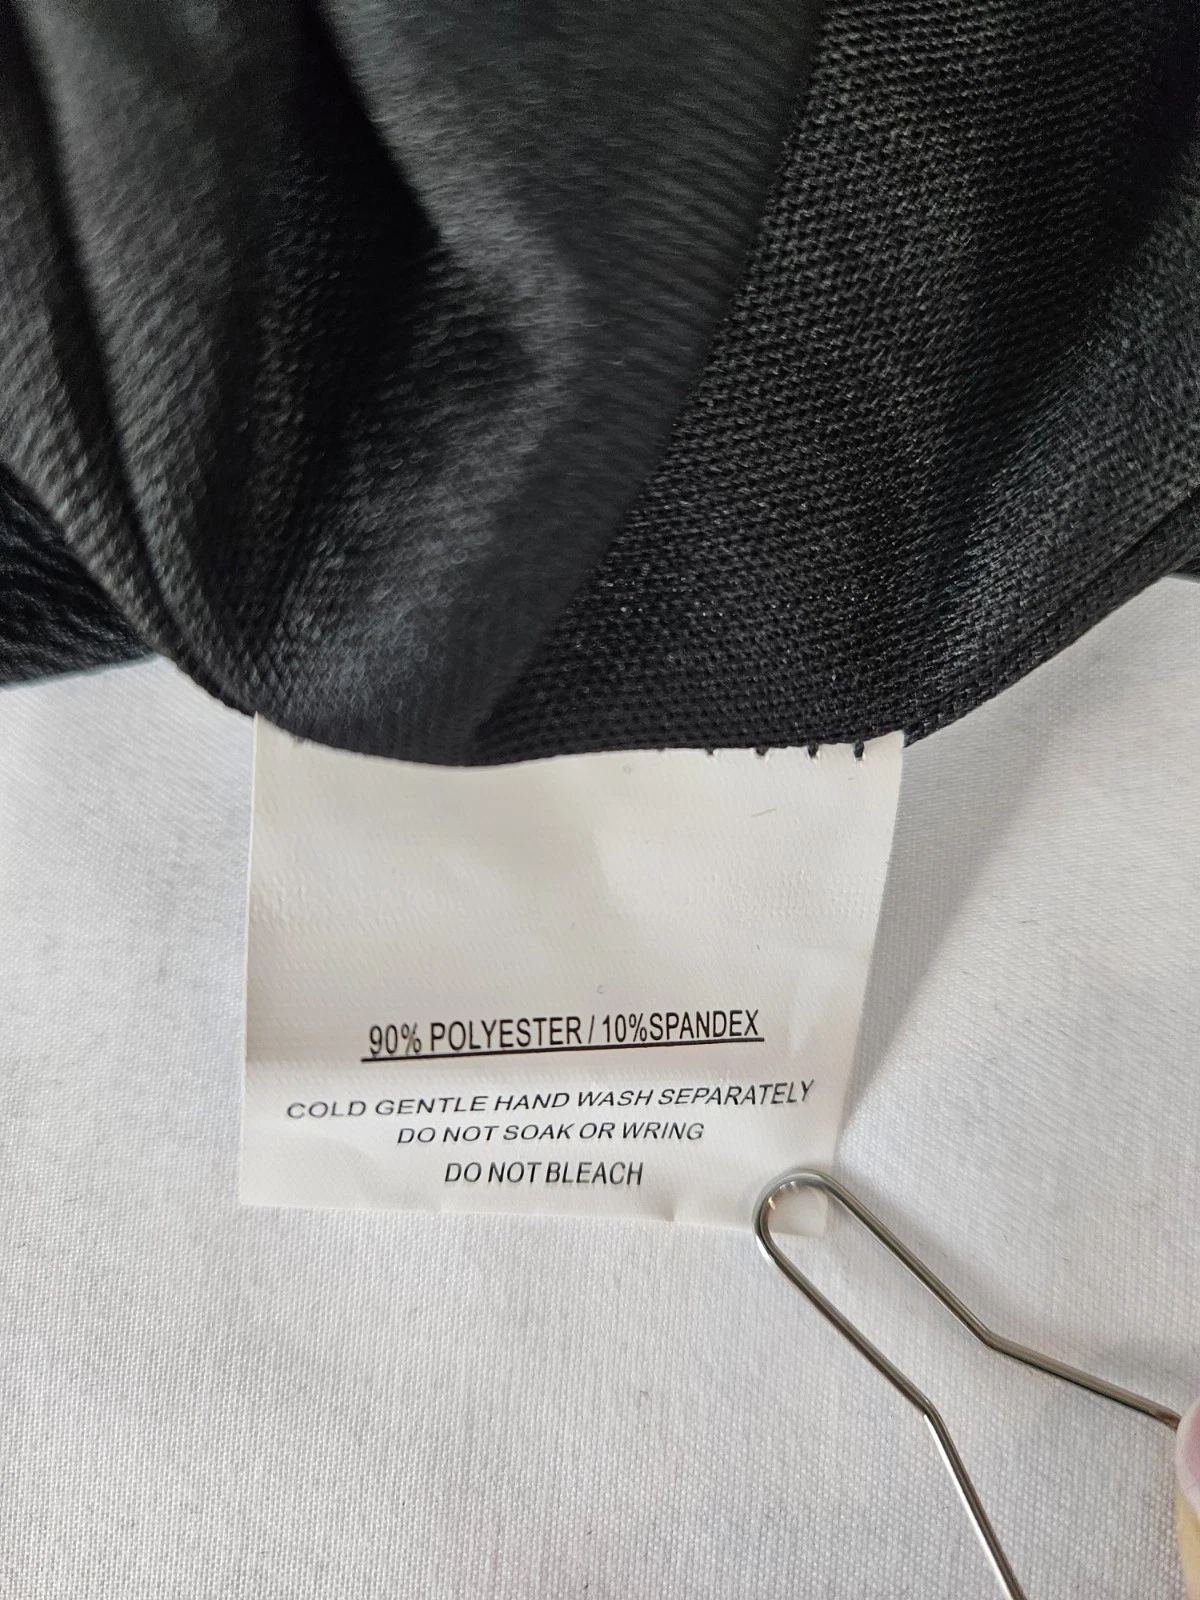 90% POLYESTER / 10%SPANDEX
COLD GENTLE HAND WASH SEPARATELY
DO NOT SOAK OR WRING
DO NOT BLEACH